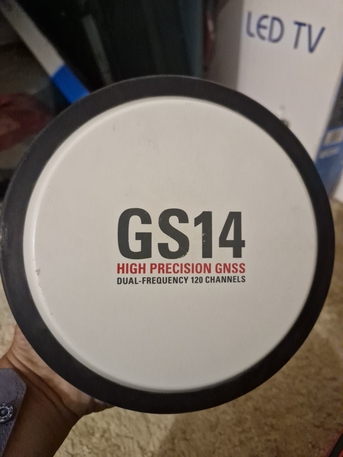 LED TV
GS14
HIGH PRECISION GNSS
DUAL-FREQUENCY 120 CHANNELS